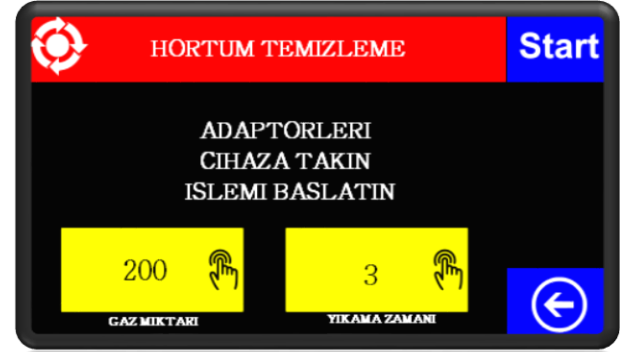 HORTUM TEMIZLEME
Start
ADAPTORLERI
CIHAZA TAKIN
ISLEMI BASLATIN
200
3
GAZ MIKTARI
YIKAMA ZAMANI